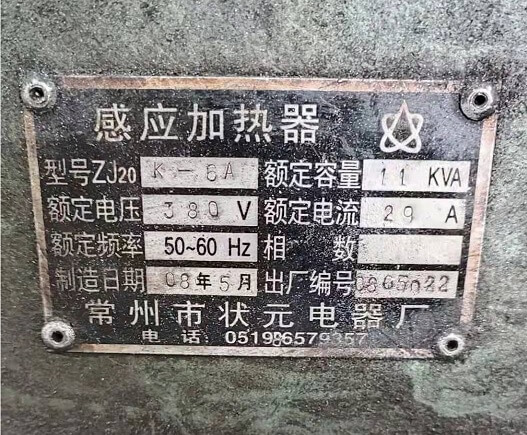 感应加热器
型号ZJ20 K-6A 额定容量 11 KVA
额定电压 380 V 额定电流 29 A
额定频率 50~60 Hz 相 数
制造日期 08年5月 出厂编号
常州市状元电器厂
电 话: